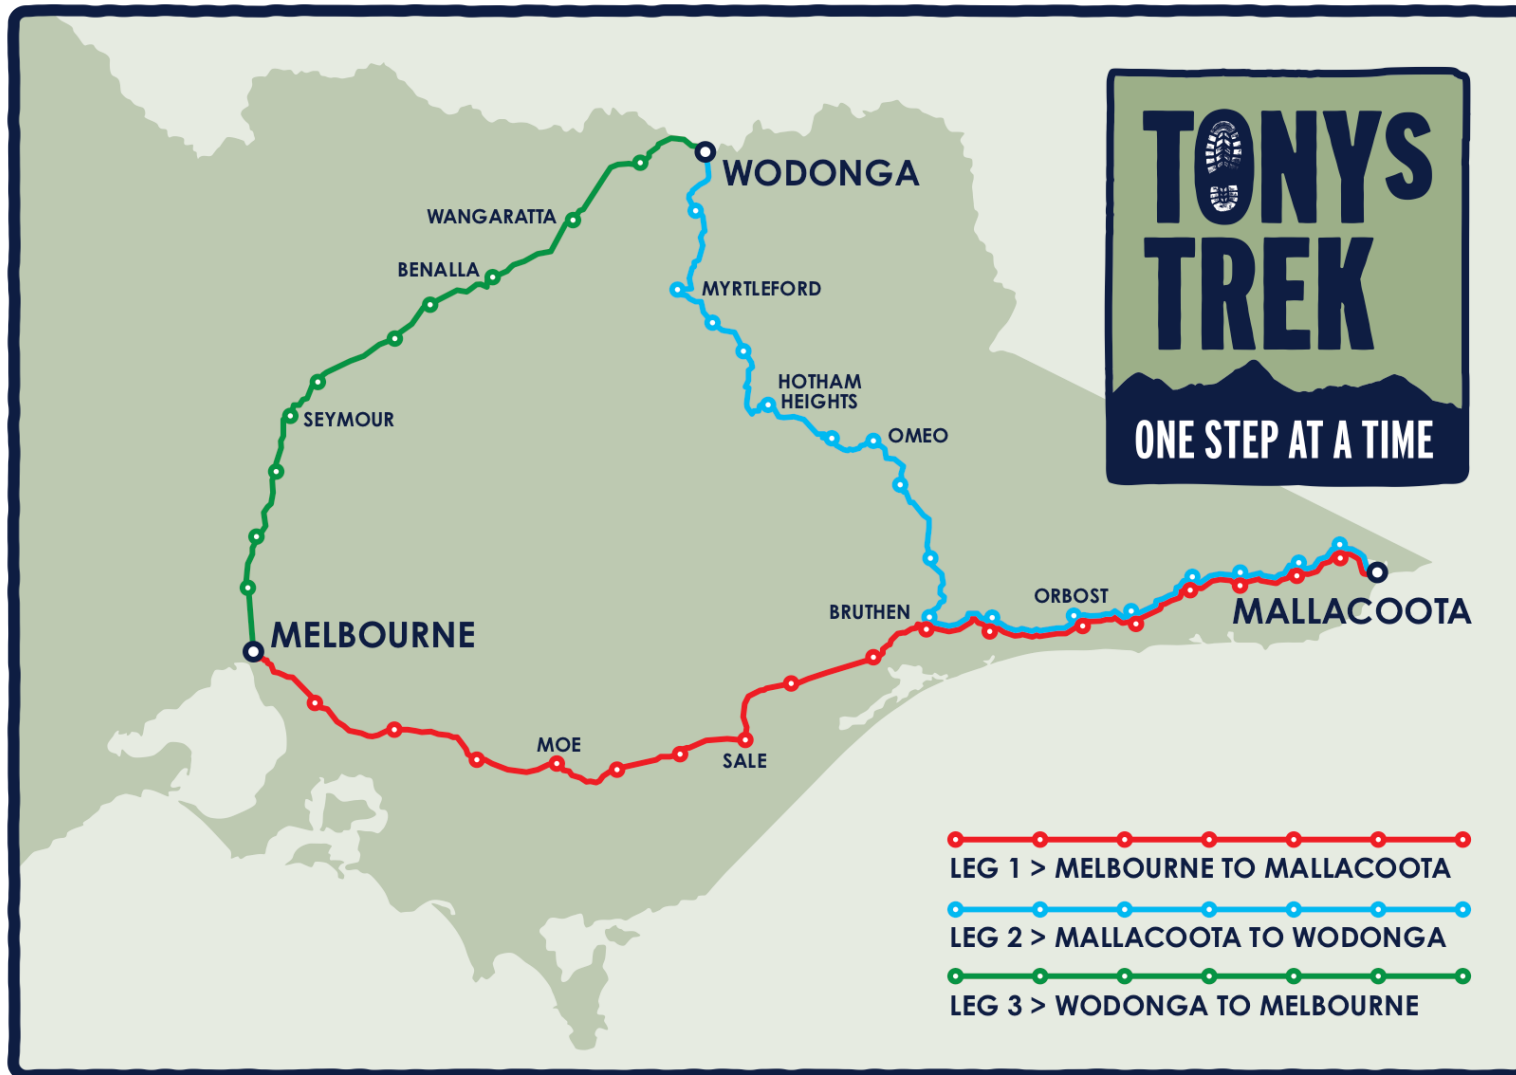 TONYS
TREK
ONE STEP AT A TIME
WODONGA
WANGARATTA
BENALLA
MYRTLEFORD
HOTHAM
HEIGHTS
SEYMOUR
OMEO
ORBOST
BRUTHEN
MALLACOOTA
MELBOURNE
MOE
SALE
LEG 1 > MELBOURNE TO MALLACOOTA
LEG 2 > MALLACOOTA TO WODONGA
LEG 3 > WODONGA TO MELBOURNE